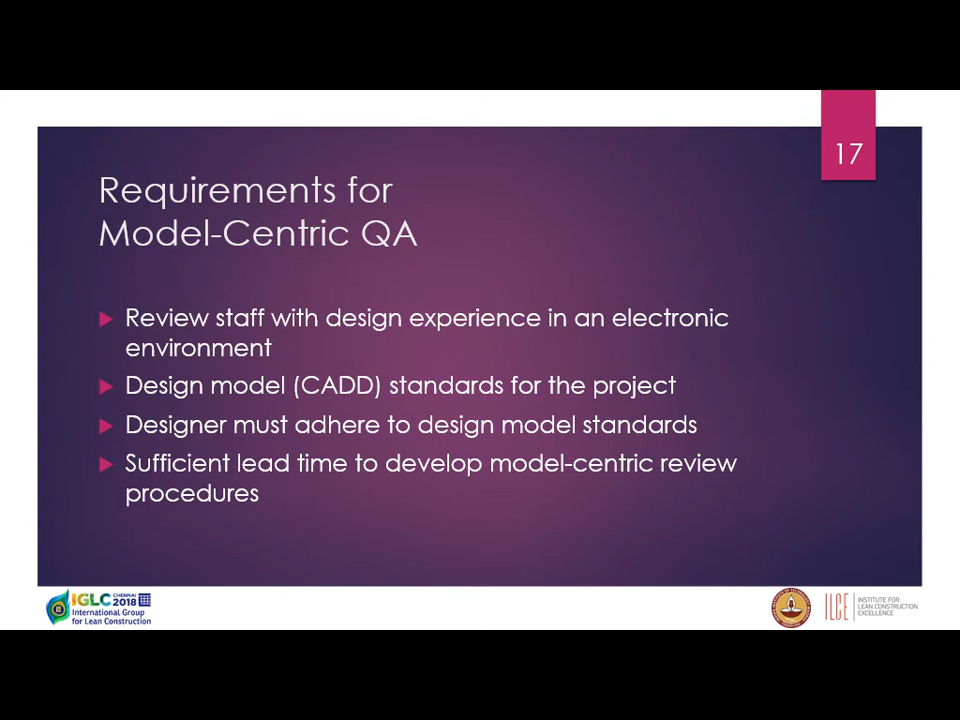 17
Requirements for
Model-Centric QA
Review staff with design experience in an electronic
environment
Design model (CADD) standards for the project
Designer must adhere to design model standards
Sufficient lead time to develop model-centric review
procedures
IGLC CHENNAI 2018
International Group
for Lean Construction
ILCE
INSTITUTE FOR
LEAN CONSTRUCTION
EXCELLENCE